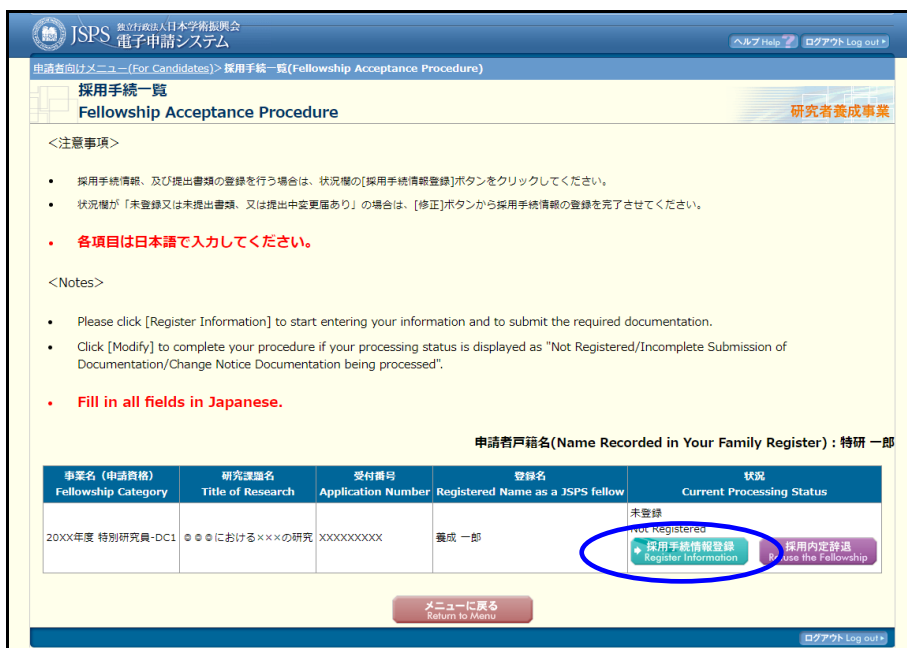 JSPS 独立行政法人日本学術振興会
電子申請システム
ヘルプ Help ログアウト Log out
申請者向けメニュー(For Candidates)> 採用手続一覧(Fellowship Acceptance Procedure)
採用手続一覧
Fellowship Acceptance Procedure
研究者養成事業
＜注意事項＞
• 採用手続情報、及び提出書類の登録を行う場合は、状況欄の[採用手続情報登録]ボタンをクリックしてください。
• 状況欄が「未登録又は未提出書類、又は提出中変更届あり」の場合は、[修正]ボタンから採用手続情報の登録を完了させてください。
• 各項目は日本語で入力してください。
＜Notes＞
• Please click [Register Information] to start entering your information and to submit the required documentation.
• Click [Modify] to complete your procedure if your processing status is displayed as "Not Registered/Incomplete Submission of
Documentation/Change Notice Documentation being processed".
• Fill in all fields in Japanese.
申請者戸籍名(Name Recorded in Your Family Register) : 特研 一郎
事業名（申請資格） 研究課題名 受付番号 登録名 状況
Fellowship Category Title of Research Application Number Registered Name as a JSPS fellow Current Processing Status
未登録
Not Registered
20XX年度 特別研究員-DC1 ◎◎◎における×××の研究 XXXXXXXXX 養成 一郎
採用手続情報登録 採用内定辞退
Register Information Refuse the Fellowship
メニューに戻る
Return to Menu
ログアウト Log out